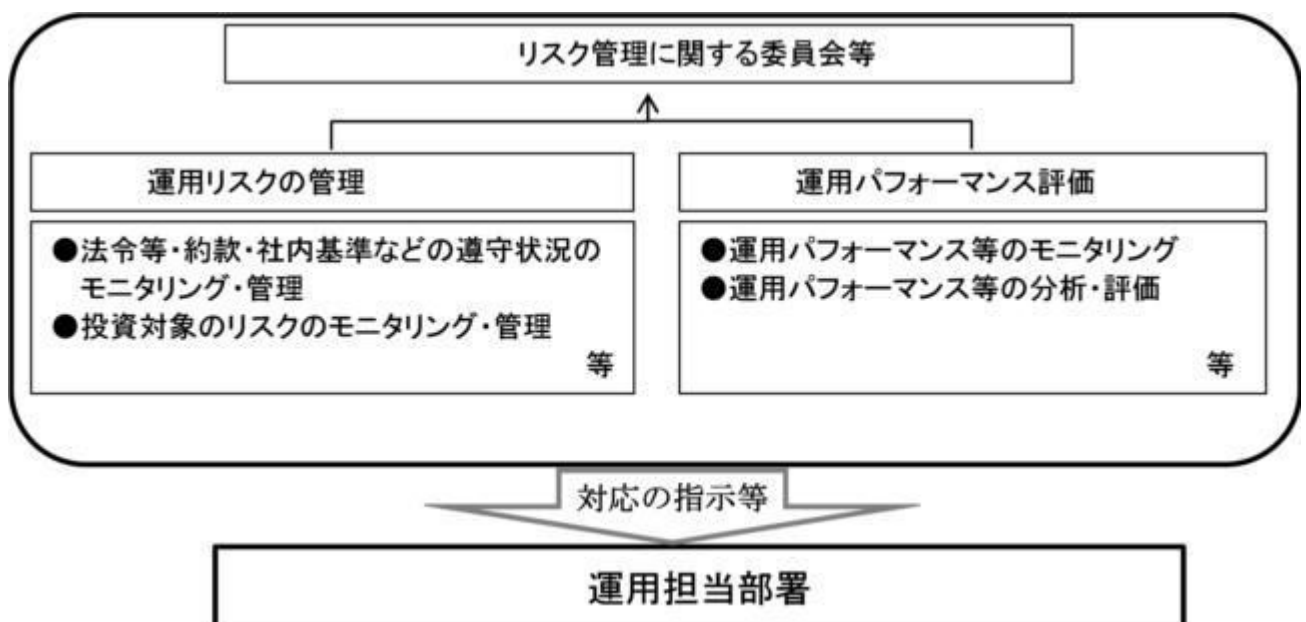 リスク管理に関する委員会等
運用リスクの管理
●法令等・約款・社内基準などの遵守状況の
モニタリング・管理
●投資対象のリスクのモニタリング・管理
等
運用パフォーマンス評価
●運用パフォーマンス等のモニタリング
●運用パフォーマンス等の分析・評価
等
対応の指示等
運用担当部署